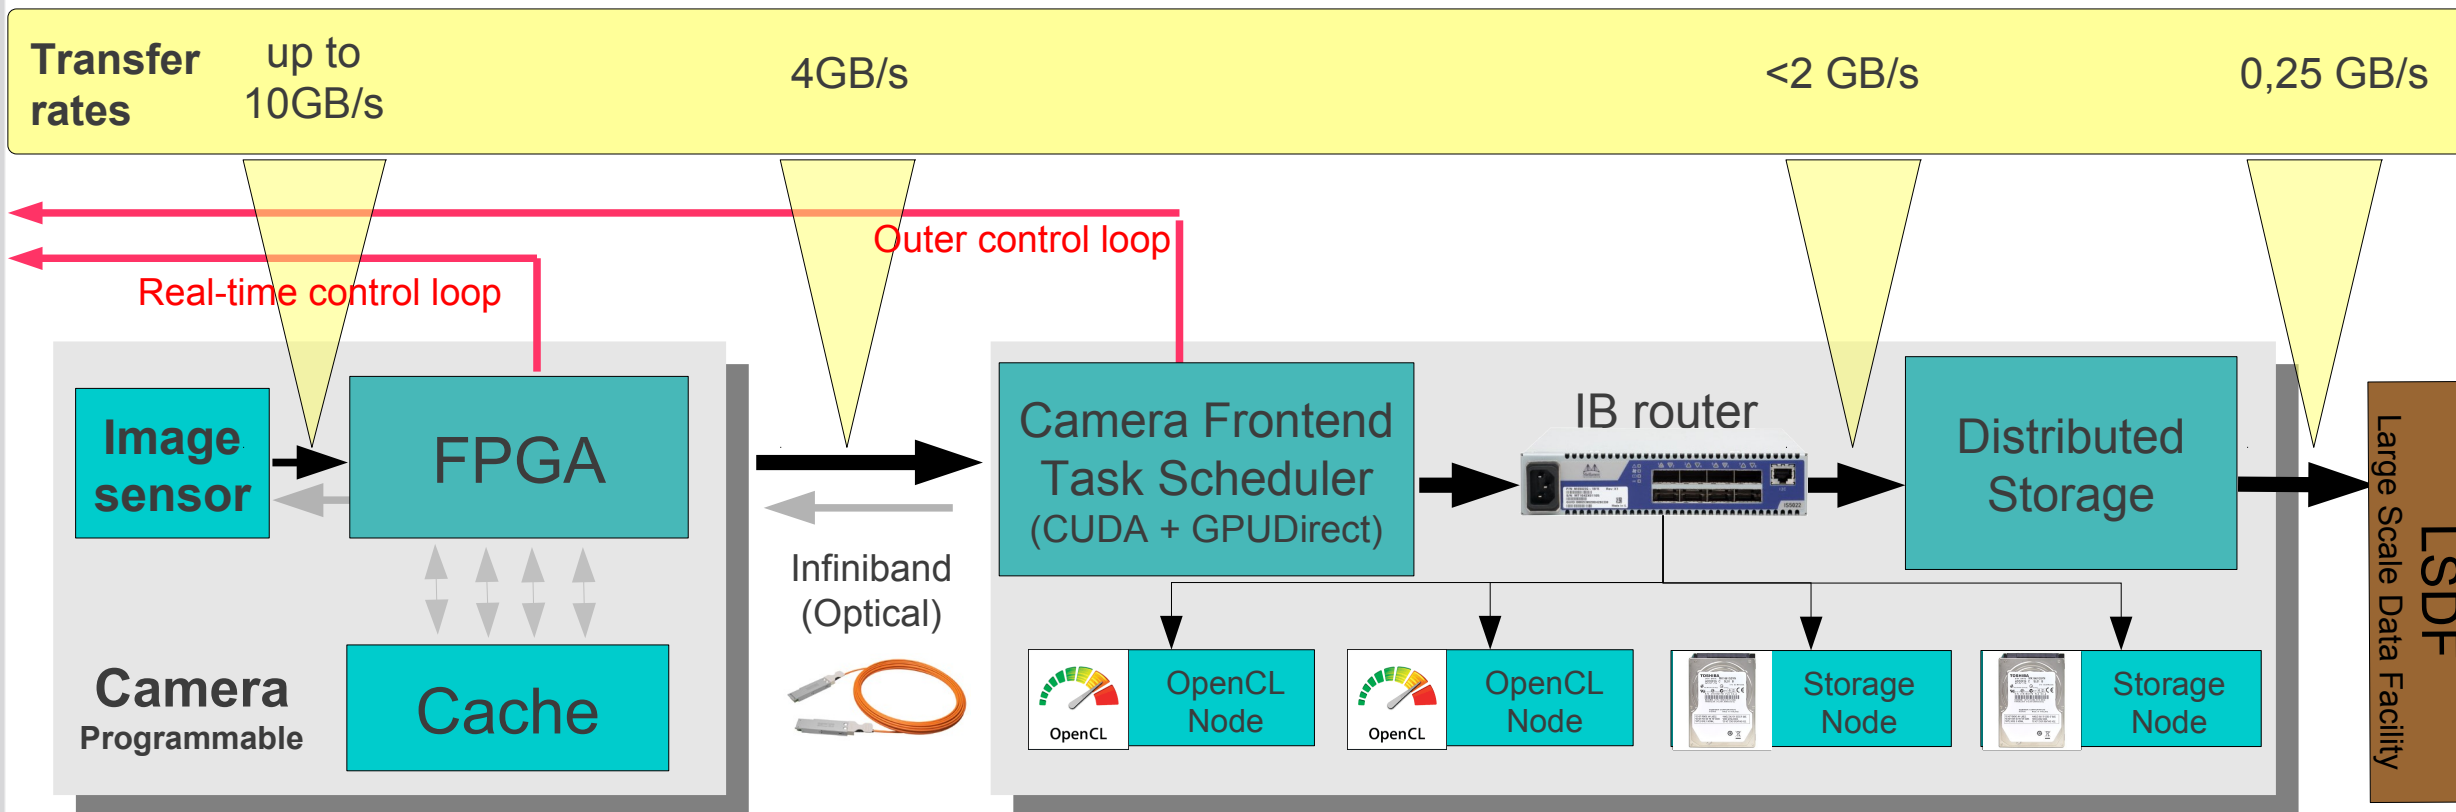 Transfer
rates
up to
10GB/s
4GB/s
<2 GB/s
0,25 GB/s
Outer control loop
Real-time control loop
Image
sensor
FPGA
Cache
Camera
Programmable
Infiniband
(Optical)
Camera Frontend
Task Scheduler
(CUDA + GPUDirect)
IB router
Distributed
Storage
OpenCL
OpenCL
Node
OpenCL
OpenCL
Node
TOSHIBA
Storage
Node
TOSHIBA
Storage
Node
LSDF
Large Scale Data Facility